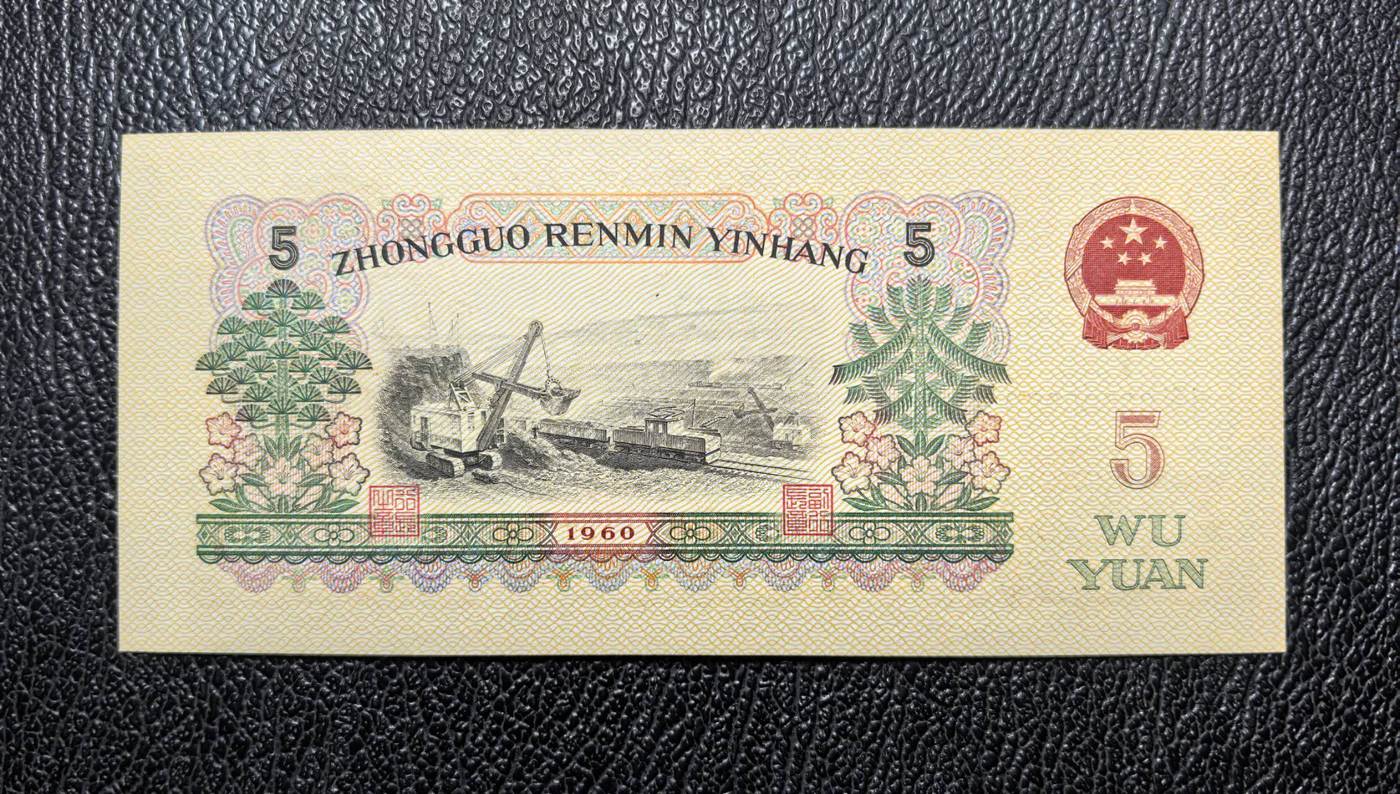 5 ZHONGGUO RENMIN YINHANG 5
1960
5
WU
YUAN